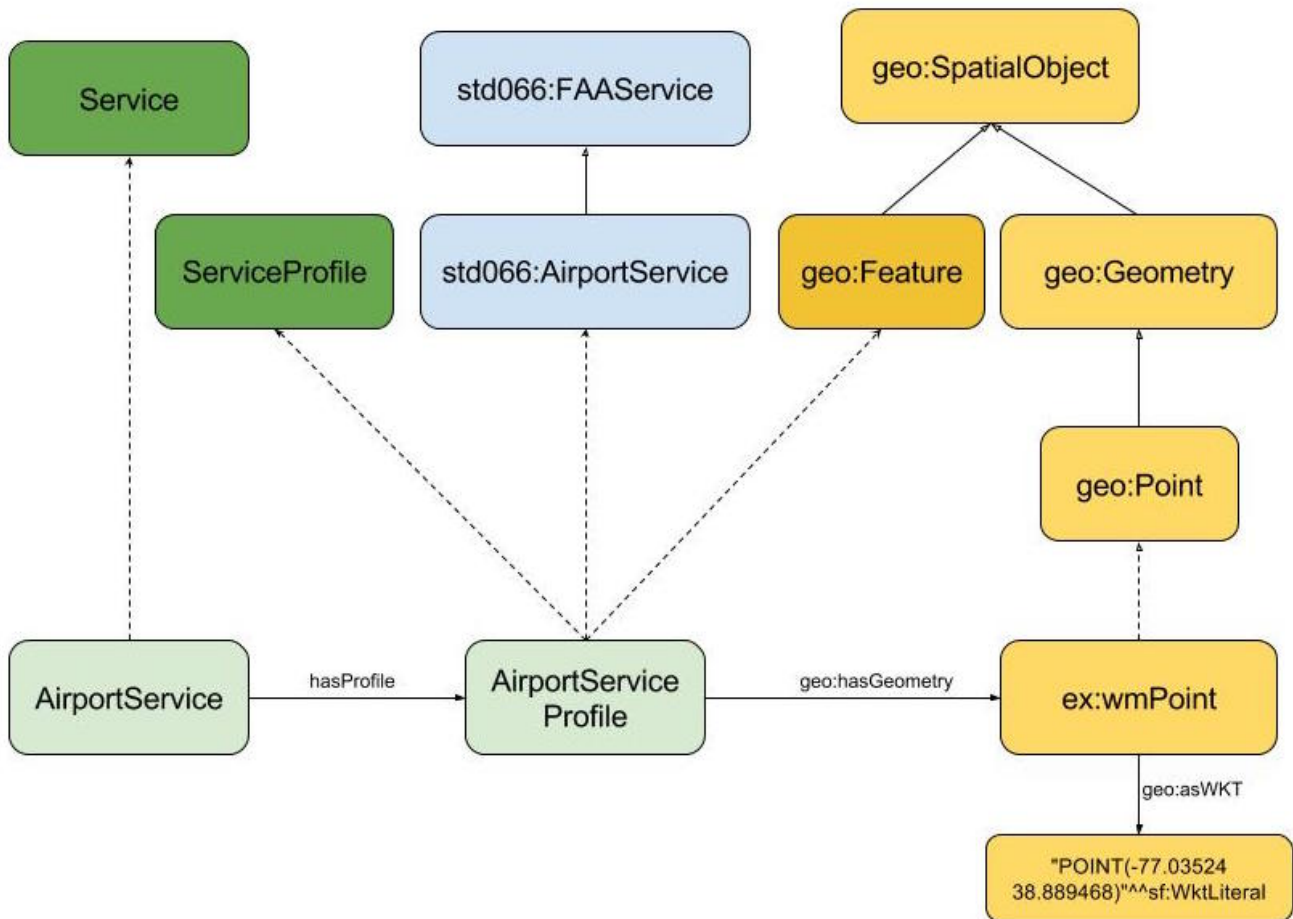 Service
std066:FAAService
geo:SpatialObject
ServiceProfile
std066:AirportService
geo:Feature
geo:Geometry
geo:Point
AirportService
hasProfile
AirportService
Profile
geo:hasGeometry
ex:wmPoint
geo:asWKT
"POINT(-77.03524
38.889468)"^^sf:WktLiteral